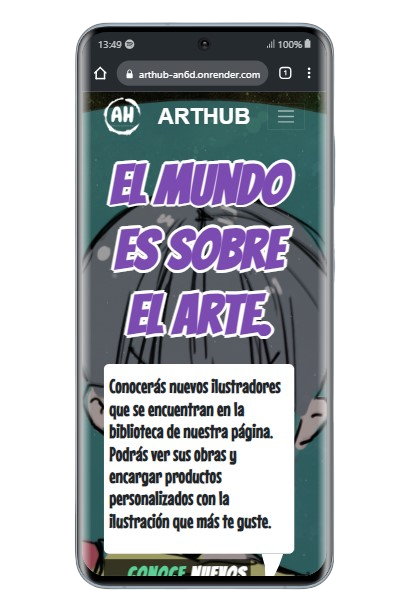 13:49 100%
arthub-an6d.onrender.com 1
AH ARTHUB
EL MUNDO
ES SOBRE
EL ARTE.
Conocerás nuevos ilustradores
que se encuentran en la
biblioteca de nuestra página.
Podrás ver sus obras y
encargar productos
personalizados con la
ilustración que más te guste.
CONOCE NUEVOS